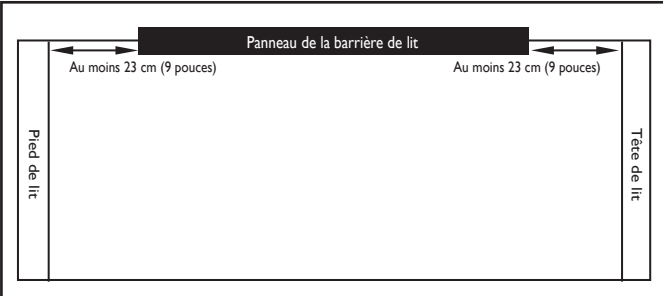 Panneau de la barrière de lit
Au moins 23 cm (9 pouces)
Au moins 23 cm (9 pouces)
Pied de lit
Tête de lit